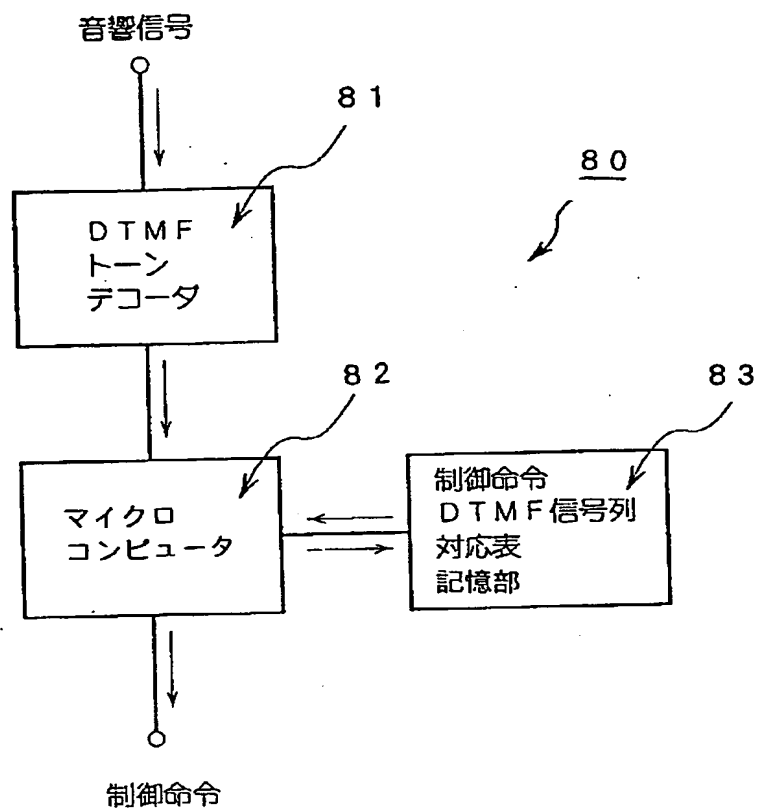 音響信号
81
80
ＤＴＭＦ
トーン
デコーダ
82
83
マイクロ
コンピュータ
制御命令
ＤＴＭＦ信号列
対応表
記憶部
制御命令